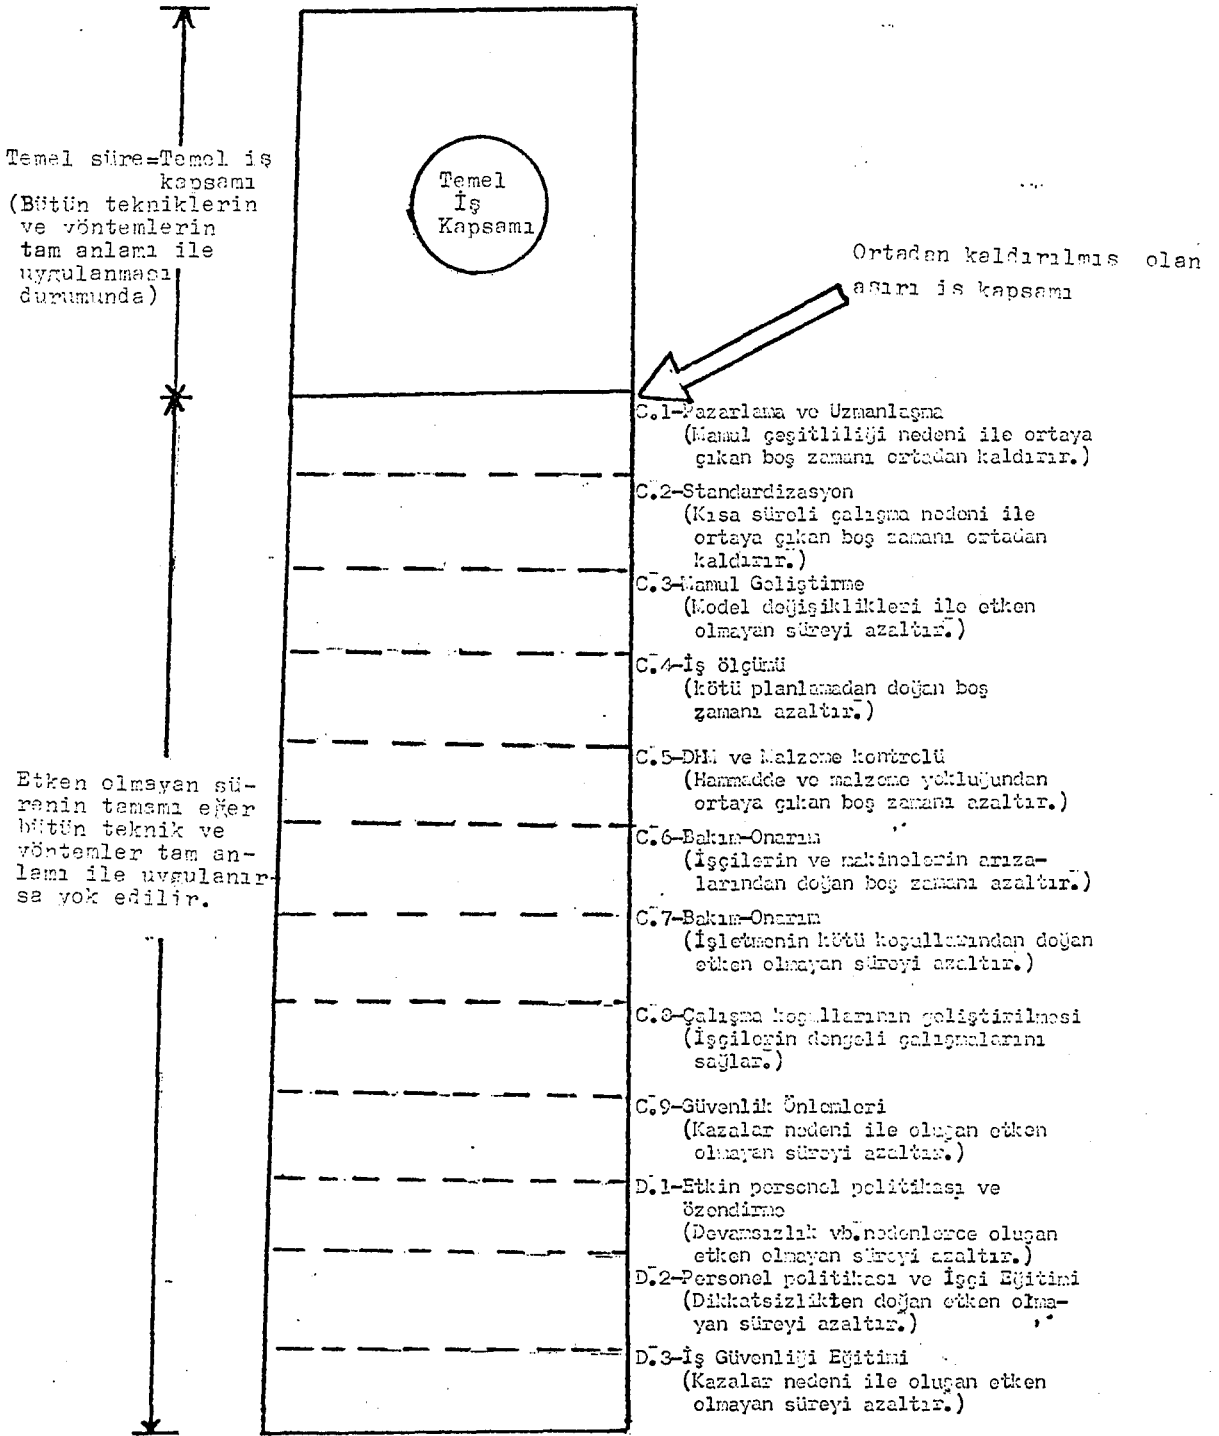 Temel süre=Temel iş
kapsamı
(Bütün tekniklerin
ve yöntemlerin
tam anlamı ile
uygulanması
durumunda)
Temel
İş
Kapsamı
Ortadan kaldırılmış olan
aşırı is kapsamı
C.1-Pazarlama ve Uzmanlaşma
(Mamul çeşitliliği nedeni ile ortaya
çıkan boş zamanı ortadan kaldırır.)
C.2-Standardizasyon
(Kısa süreli çalışma nedeni ile
ortaya çıkan boş zamanı ortadan
kaldırır.)
C.3-Mamul Geliştirme
(Model değişiklikleri ile etken
olmayan süreyi azaltır.)
C.4-İş ölçümü
(kötü planlamadan doğan boş
zamanı azaltır.)
C.5-DHM ve Malzeme kontrolü
(Hammadde ve malzeme yokluğundan
ortaya çıkan boş zamanı azaltır.)
C.6-Bakım-Onarım
(İşçilerin ve makinelerin arıza-
larından doğan boş zamanı azaltır.)
C.7-Bakım-Onarım
(İşletmenin kötü koşullarından doğan
etken olmayan süreyi azaltır.)
C.8-Çalışma koşullarının geliştirilmesi
(İşçilerin dengeli çalışmalarını
sağlar.)
C.9-Güvenlik Önlemleri
(Kazalar nedeni ile oluşan etken
olmayan süreyi azaltır.)
D.1-Etkin personel politikası ve
özendirme
(Devamsızlık vb.nedenlerce oluşan
etken olmayan süreyi azaltır.)
D.2-Personel politikası ve İşçi Eğitimi
(Dikkatsizlikten doğan etken olma-
yan süreyi azaltır.)
D.3-İş Güvenliği Eğitimi
(Kazalar nedeni ile oluşan etken
olmayan süreyi azaltır.)
Etken olmayan sü-
renin tamamı eğer
bütün teknik ve
yöntemler tam an-
lamı ile uygulanır-
sa yok edilir.